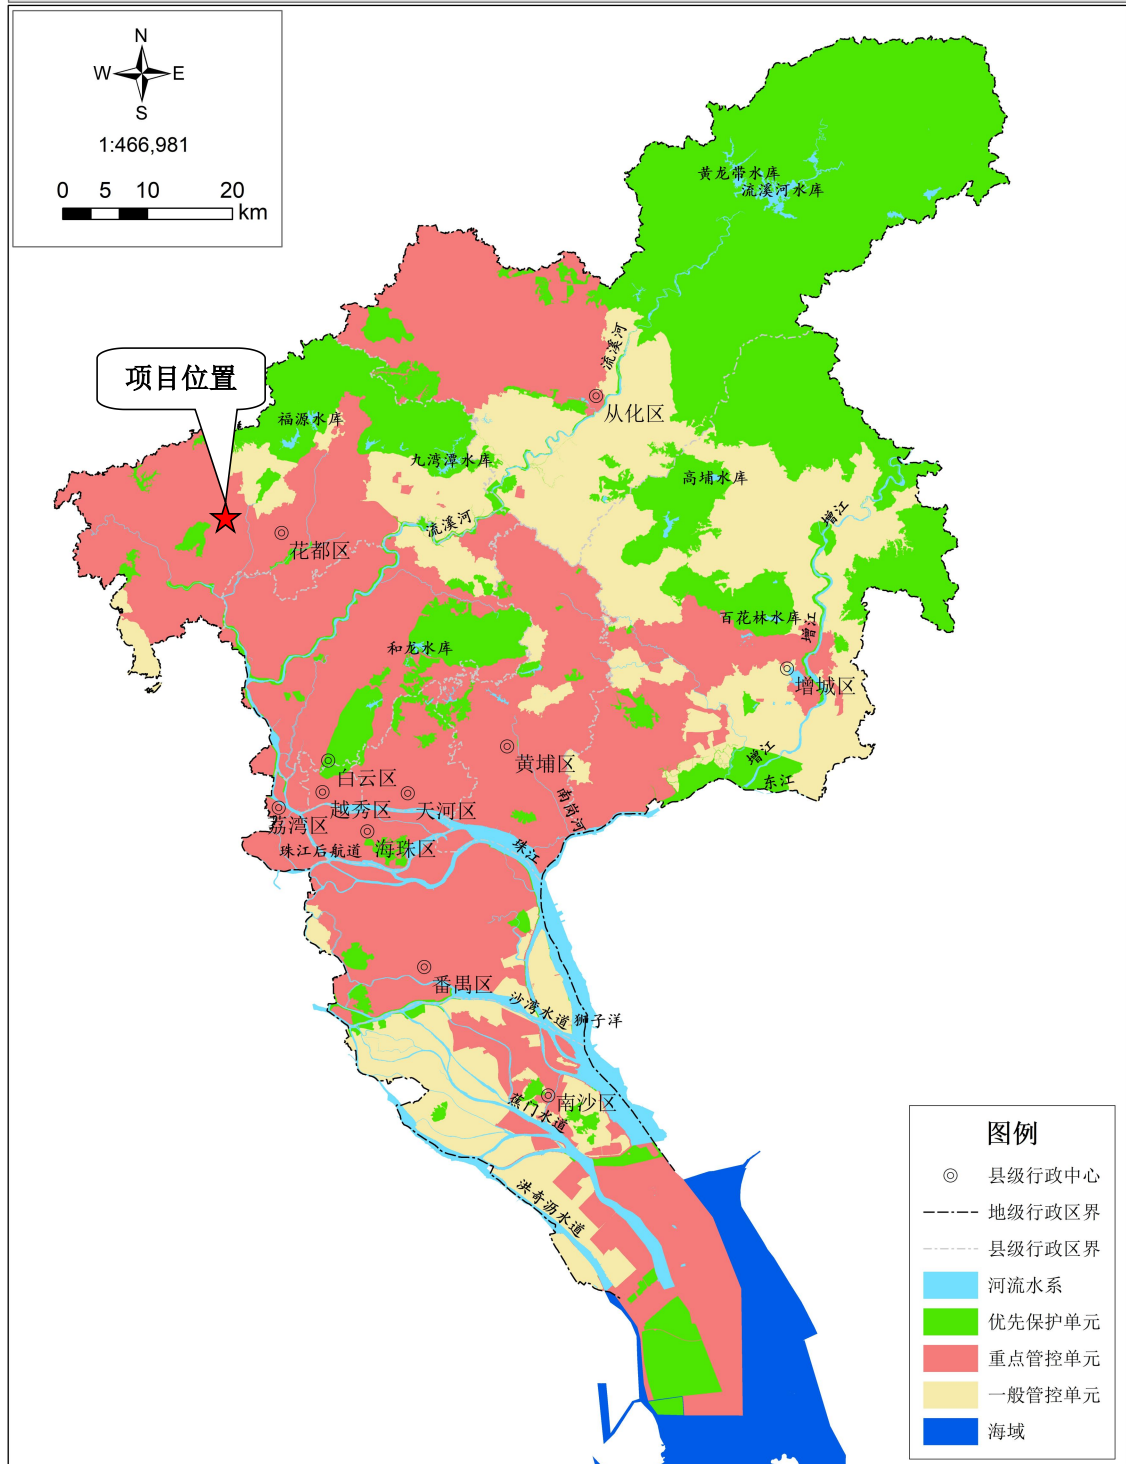 N
W E
S
1:466,981
0 5 10 20
km
黄龙带水库
流溪河水库
流溪河
项目位置
从化区
福源水库
九湾潭水库
高埔水库
流溪河
增江
花都区
百花林水库
增江
和龙水库
增城区
黄埔区
增江
白云区
东江
越秀区
天河区
南岗河
荔湾区
海珠区
珠江后航道
珠江
番禺区
沙湾水道
狮子洋
南沙区
蕉门水道
洪奇沥水道
图例
县级行政中心
地级行政区界
县级行政区界
河流水系
优先保护单元
重点管控单元
一般管控单元
海域